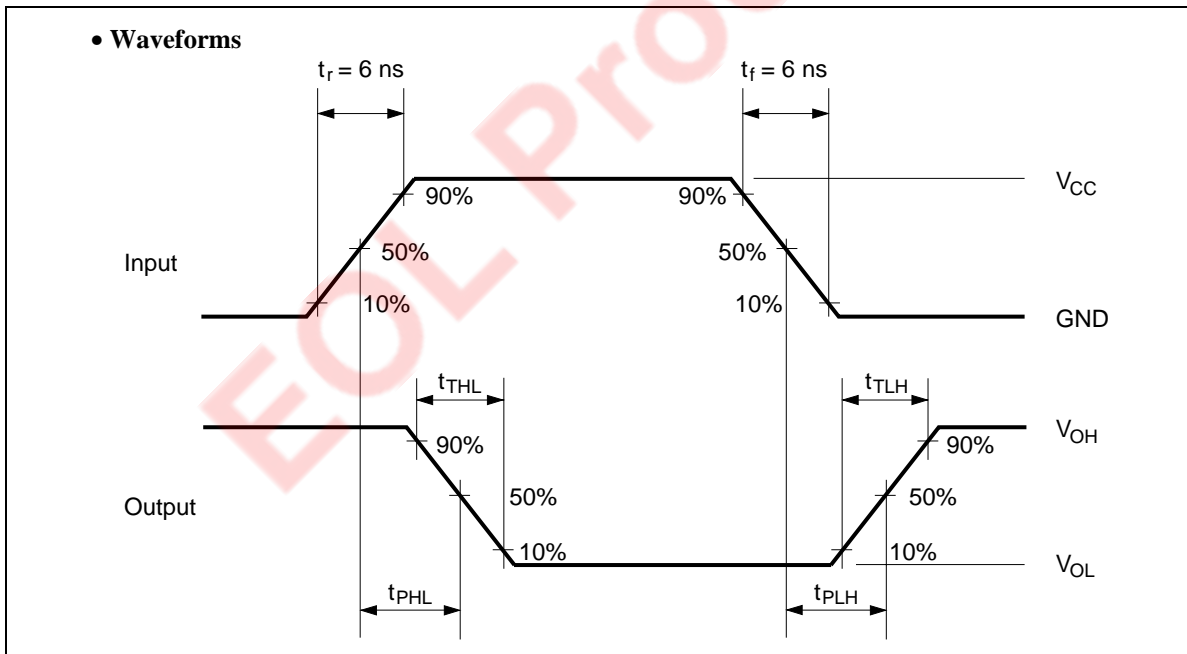 • Waveforms
tr = 6 ns
tf = 6 ns
90%
90%
VCC
50%
50%
Input
10%
10%
GND
tTHL
tTLH
VOH
90%
90%
50%
50%
Output
10%
10%
VOL
tPHL
tPLH
EOL Pro